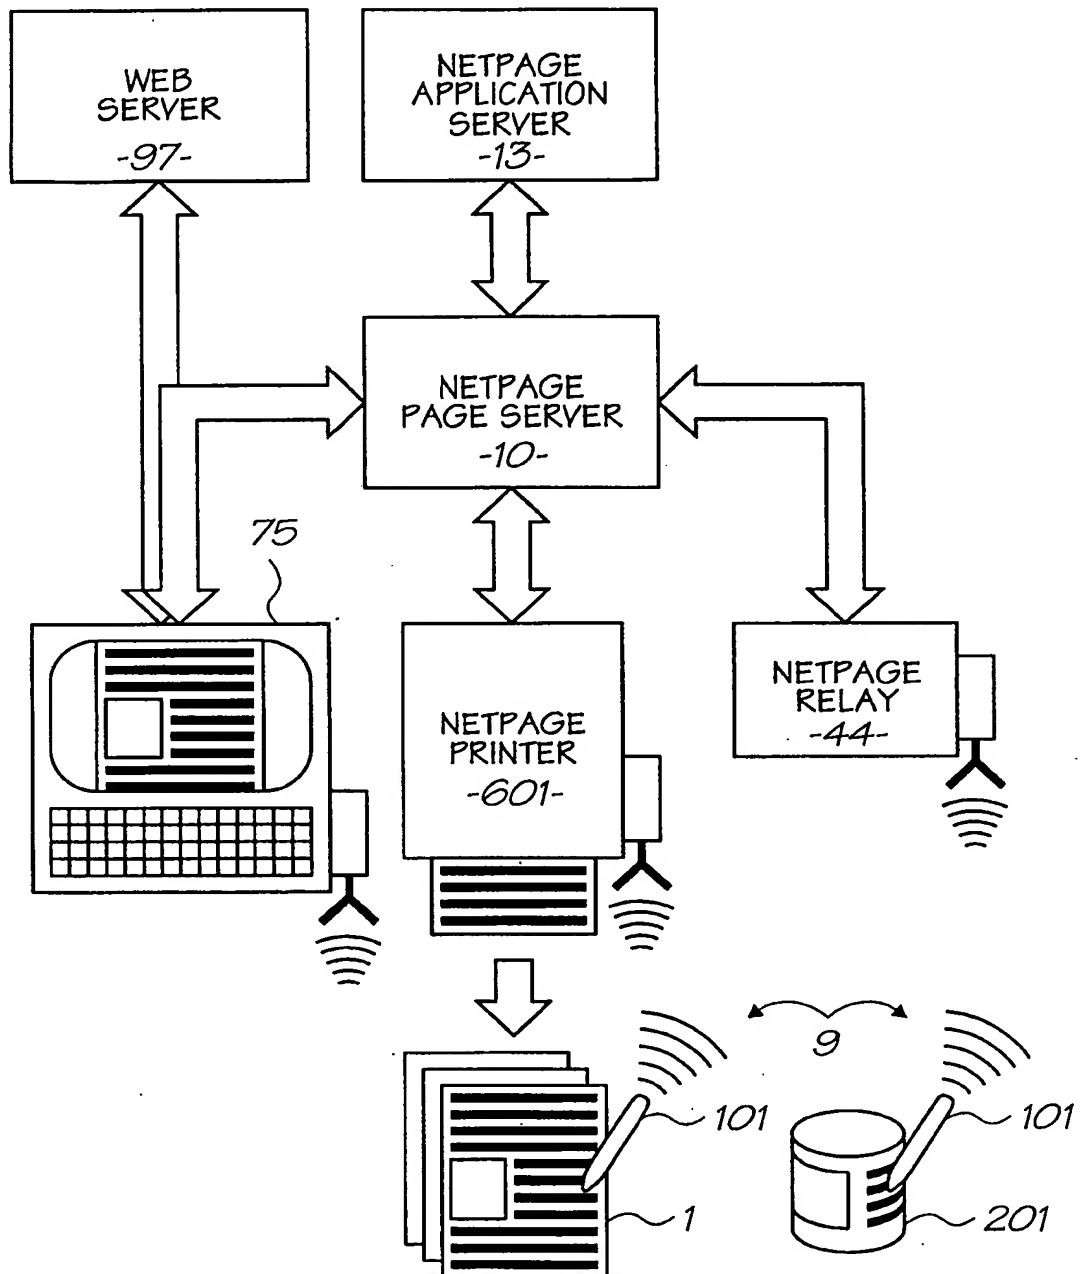 WEB
SERVER
-97-
NETPAGE
APPLICATION
SERVER
-13-
NETPAGE
PAGE SERVER
-10-
75
NETPAGE
PRINTER
-601-
NETPAGE
RELAY
-44-
9
101
101
1
201